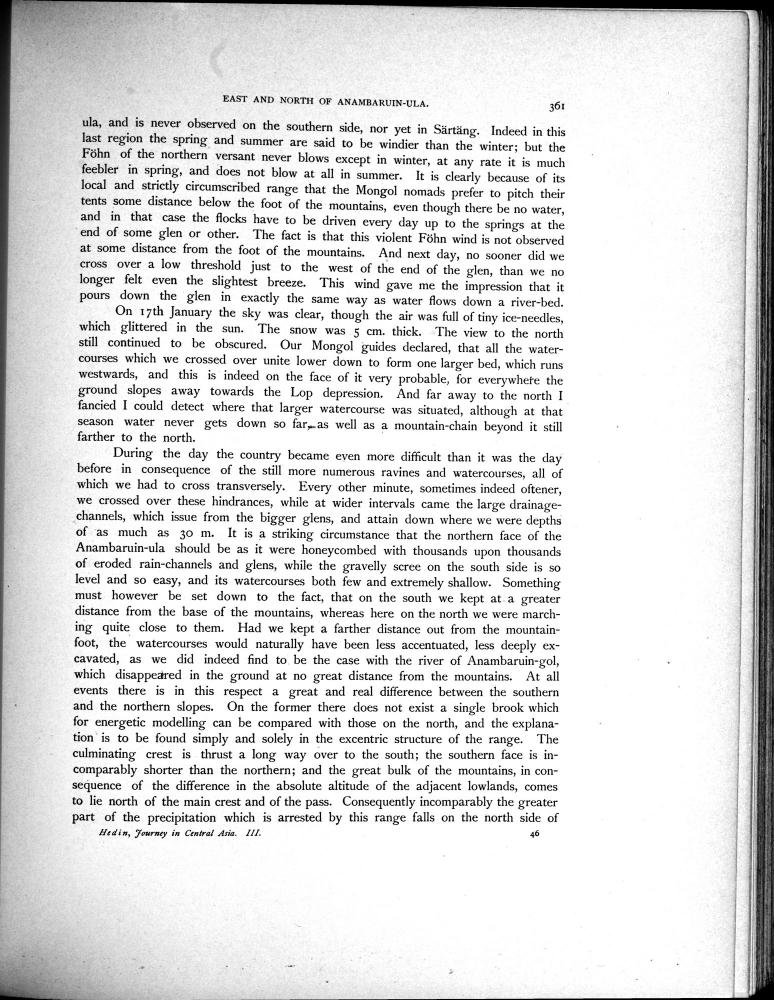 EAST AND NORTH OF ANAMBARUIN-ULA.
361
ula, and is never observed on the southern side, nor yet in Särtäng. Indeed in this
last region the spring and summer are said to be windier than the winter; but the
Föhn of the northern versant never blows except in winter, at any rate it is much
feebler in spring, and does not blow at all in summer. It is clearly because of its
local and strictly circumscribed range that the Mongol nomads prefer to pitch their
tents some distance below the foot of the mountains, even though there be no water,
and in that case the flocks have to be driven every day up to the springs at the
end of some glen or other. The fact is that this violent Föhn wind is not observed
at some distance from the foot of the mountains. And next day, no sooner did we
cross over a low threshold just to the west of the end of the glen, than we no
longer felt even the slightest breeze. This wind gave me the impression that it
pours down the glen in exactly the same way as water flows down a river-bed.
On 17th January the sky was clear, though the air was full of tiny ice-needles,
which glittered in the sun. The snow was 5 cm. thick. The view to the north
still continued to be obscured. Our Mongol guides declared, that all the water-
courses which we crossed over unite lower down to form one larger bed, which runs
westwards, and this is indeed on the face of it very probable, for everywhere the
ground slopes away towards the Lop depression. And far away to the north I
fancied I could detect where that larger watercourse was situated, although at that
season water never gets down so far, as well as a mountain-chain beyond it still
farther to the north.
During the day the country became even more difficult than it was the day
before in consequence of the still more numerous ravines and watercourses, all of
which we had to cross transversely. Every other minute, sometimes indeed oftener,
we crossed over these hindrances, while at wider intervals came the large drainage-
channels, which issue from the bigger glens, and attain down where we were depths
of as much as 30 m. It is a striking circumstance that the northern face of the
Anambaruin-ula should be as it were honeycombed with thousands upon thousands
of eroded rain-channels and glens, while the gravelly scree on the south side is so
level and so easy, and its watercourses both few and extremely shallow. Something
must however be set down to the fact, that on the south we kept at a greater
distance from the base of the mountains, whereas here on the north we were march-
ing quite close to them. Had we kept a farther distance out from the mountain-
foot, the watercourses would naturally have been less accentuated, less deeply ex-
cavated, as we did indeed find to be the case with the river of Anambaruin-gol,
which disappeared in the ground at no great distance from the mountains. At all
events there is in this respect a great and real difference between the southern
and the northern slopes. On the former there does not exist a single brook which
for energetic modelling can be compared with those on the north, and the explana-
tion is to be found simply and solely in the excentric structure of the range. The
culminating crest is thrust a long way over to the south; the southern face is in-
comparably shorter than the northern; and the great bulk of the mountains, in con-
sequence of the difference in the absolute altitude of the adjacent lowlands, comes
to lie north of the main crest and of the pass. Consequently incomparably the greater
part of the precipitation which is arrested by this range falls on the north side of
Hedin, Journey in Central Asia. III.
46